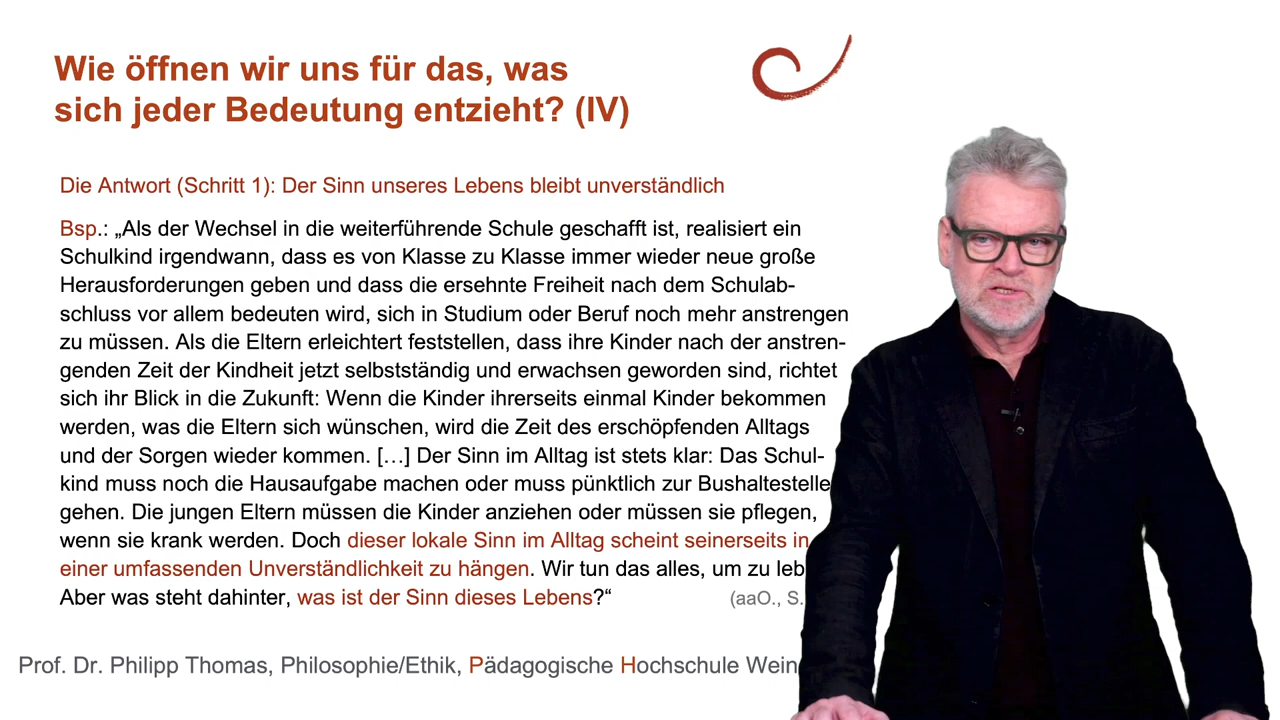 Wie öffnen wir uns für das, was
sich jeder Bedeutung entzieht? (IV)
Die Antwort (Schritt 1): Der Sinn unseres Lebens bleibt unverständlich
Bsp.: „Als der Wechsel in die weiterführende Schule geschafft ist, realisiert ein
Schulkind irgendwann, dass es von Klasse zu Klasse immer wieder neue große
Herausforderungen geben und dass die ersehnte Freiheit nach dem Schulab-
schluss vor allem bedeuten wird, sich in Studium oder Beruf noch mehr anstrengen
zu müssen. Als die Eltern erleichtert feststellen, dass ihre Kinder nach der anstren-
genden Zeit der Kindheit jetzt selbstständig und erwachsen geworden sind, richtet
sich ihr Blick in die Zukunft: Wenn die Kinder ihrerseits einmal Kinder bekommen
werden, was die Eltern sich wünschen, wird die Zeit des erschöpfenden Alltags
und der Sorgen wieder kommen. […] Der Sinn im Alltag ist stets klar: Das Schul-
kind muss noch die Hausaufgabe machen oder muss pünktlich zur Bushaltestelle
gehen. Die jungen Eltern müssen die Kinder anziehen oder müssen sie pflegen,
wenn sie krank werden. Doch dieser lokale Sinn im Alltag scheint seinerseits in
einer umfassenden Unverständlichkeit zu hängen. Wir tun das alles, um zu leb
Aber was steht dahinter, was ist der Sinn dieses Lebens?“ (aaO., S.
Prof. Dr. Philipp Thomas, Philosophie/Ethik, Pädagogische Hochschule Wein